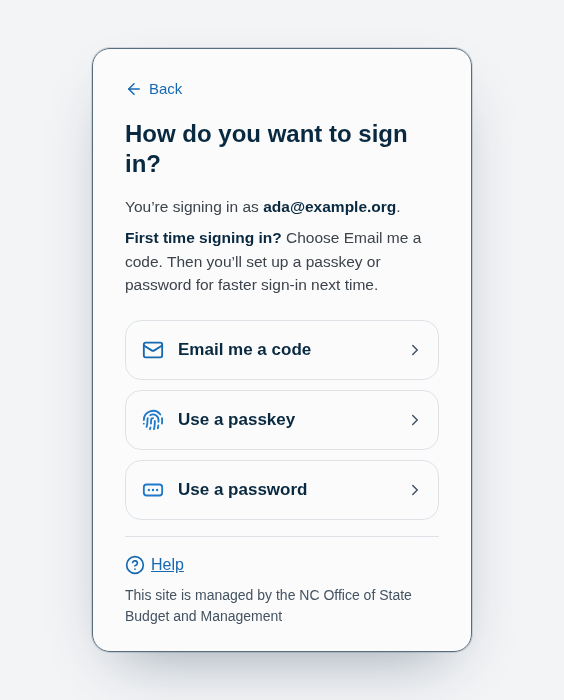 Back
How do you want to sign
in?
You’re signing in as ada@example.org.
First time signing in? Choose Email me a
code. Then you’ll set up a passkey or
password for faster sign-in next time.
Email me a code
Use a passkey
Use a password
Help
This site is managed by the NC Office of State
Budget and Management